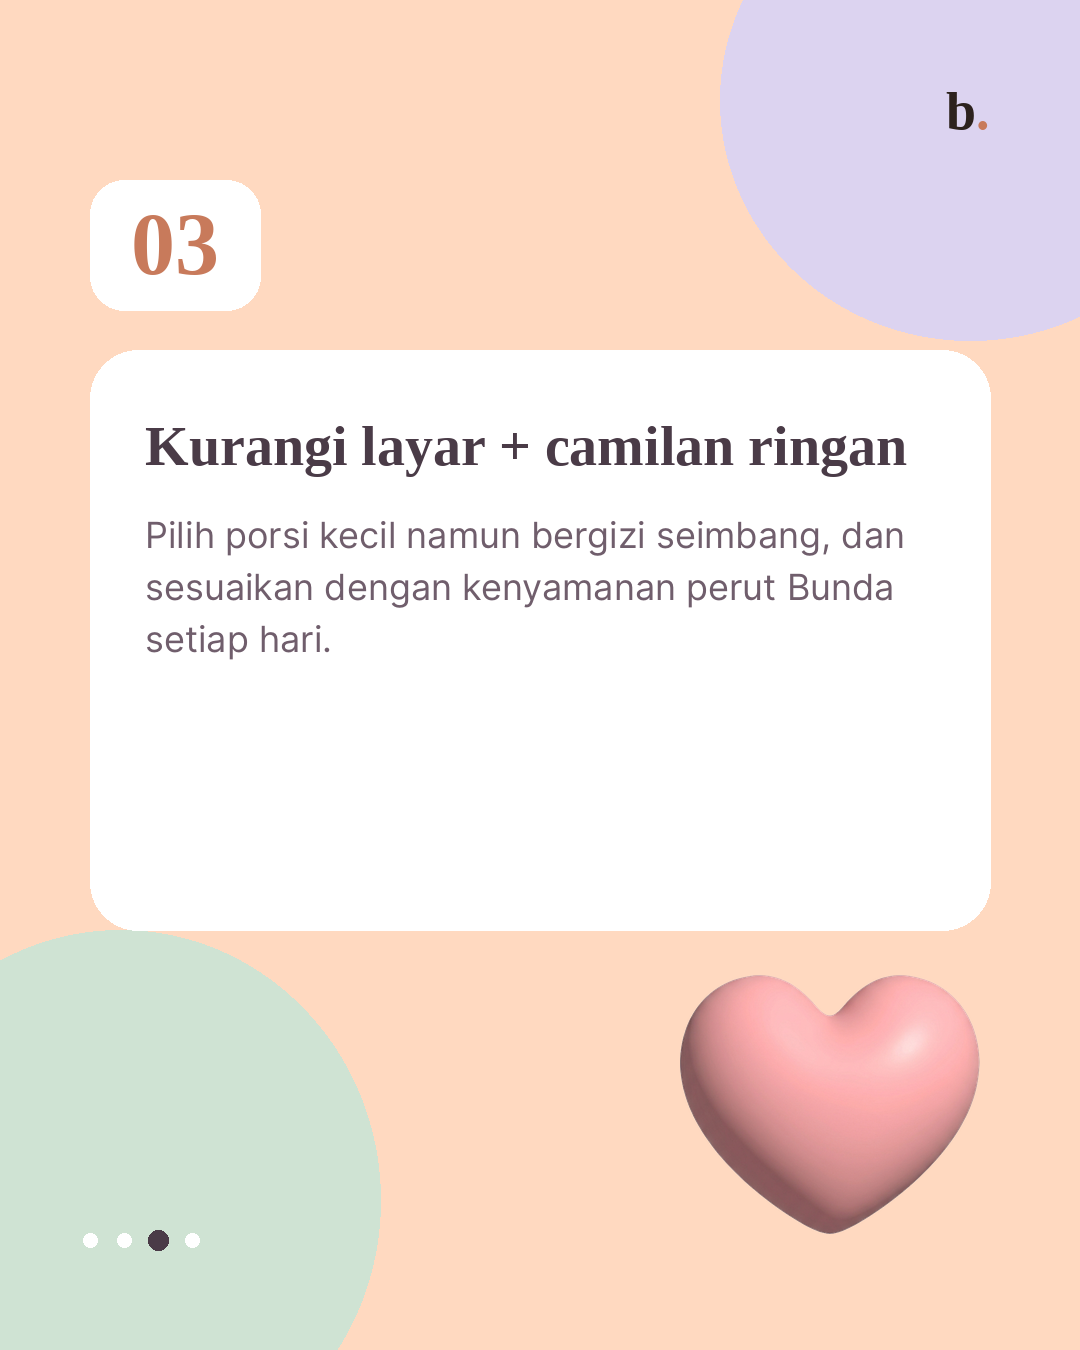 b.
03
Kurangi layar + camilan ringan
Pilih porsi kecil namun bergizi seimbang, dan
sesuaikan dengan kenyamanan perut Bunda
setiap hari.